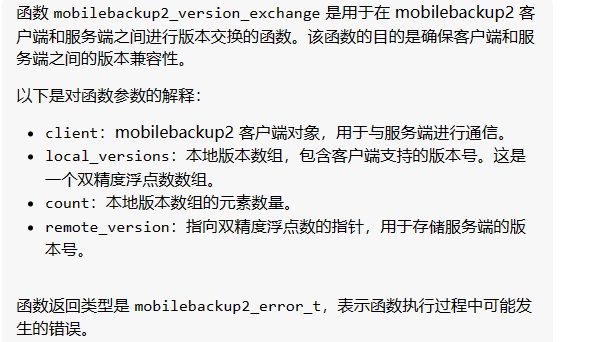 函数 mobilebackup2_version_exchange 是用于在 mobilebackup2 客
户端和服务端之间进行版本交换的函数。该函数的目的是确保客户端和服
务端之间的版本兼容性。
以下是对函数参数的解释：
• client：mobilebackup2 客户端对象，用于与服务端进行通信。
• local_versions：本地版本数组，包含客户端支持的版本号。这是
一个双精度浮点数数组。
• count：本地版本数组的元素数量。
• remote_version：指向双精度浮点数的指针，用于存储服务端的版
本号。
函数返回类型是 mobilebackup2_error_t，表示函数执行过程中可能发
生的错误。